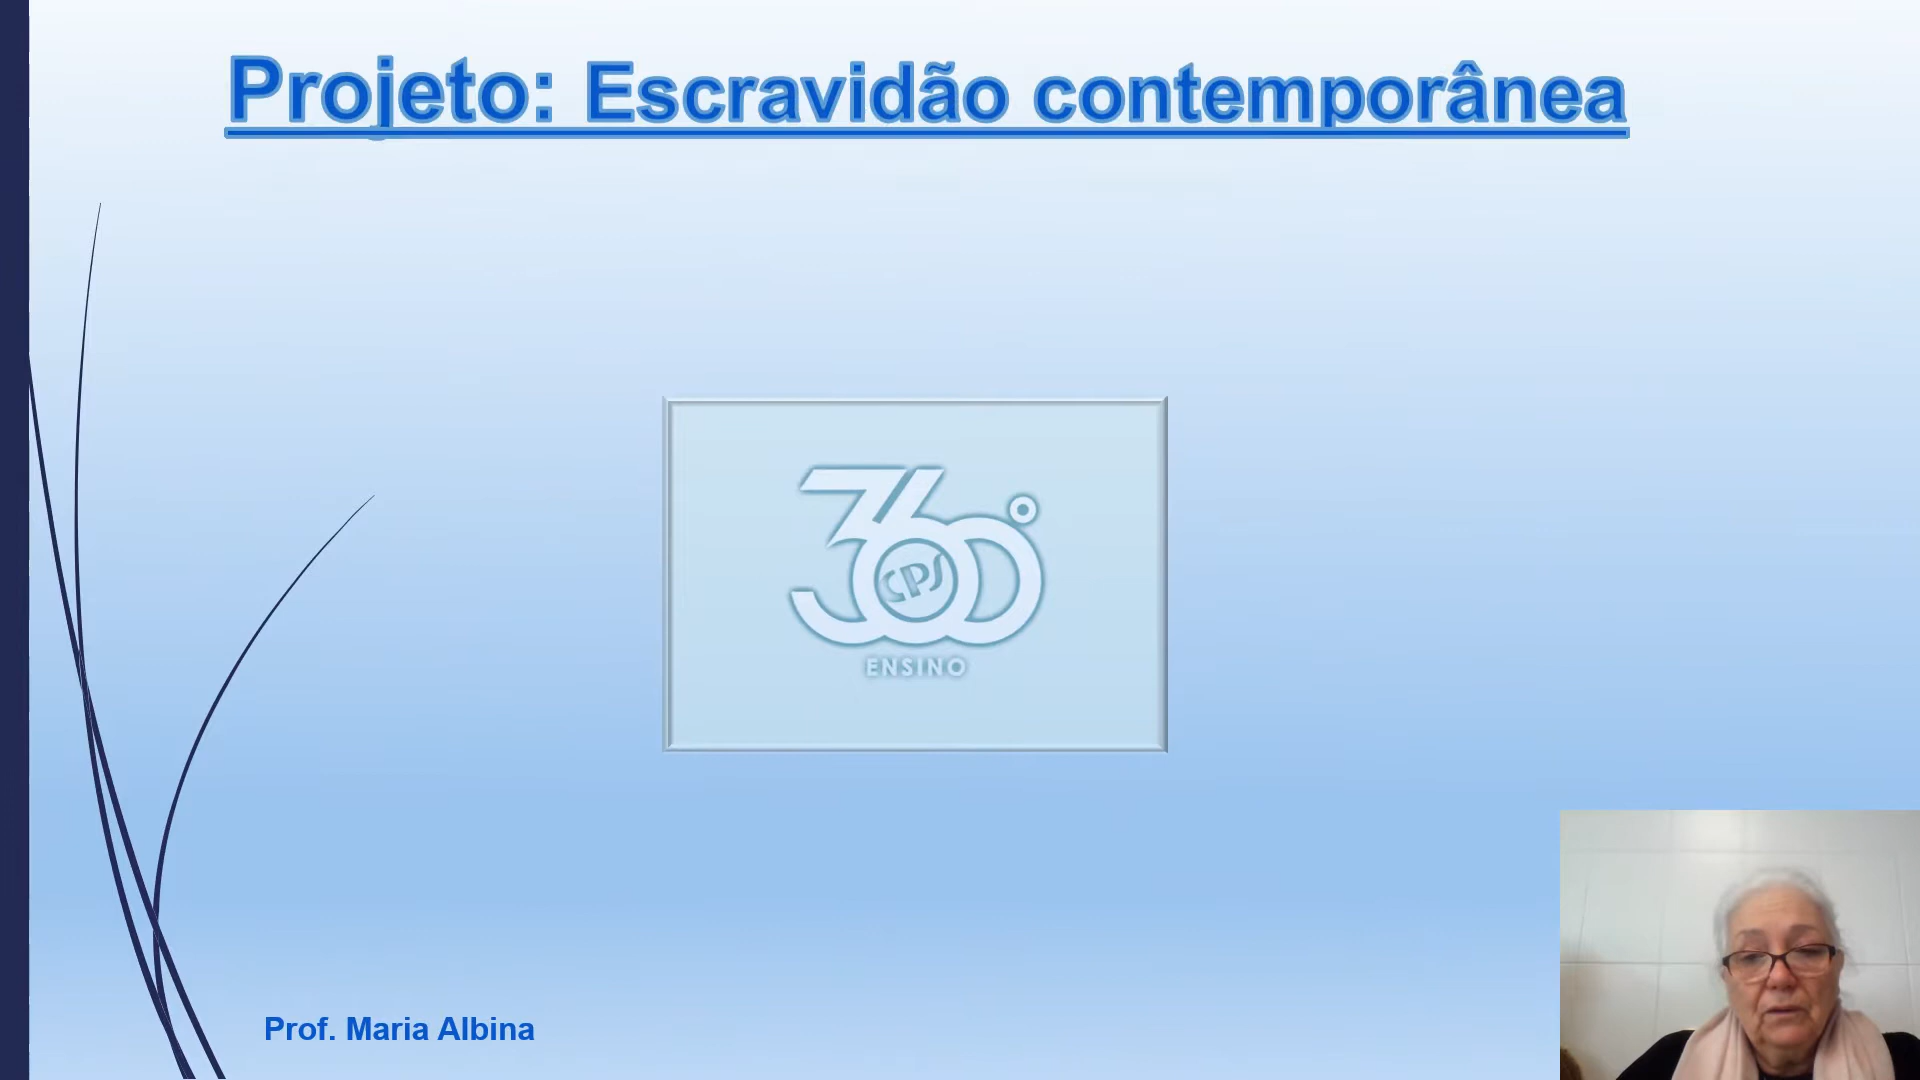 Projeto: Escravidão contemporânea
360°
CPS
ENSINO
Prof. Maria Albina